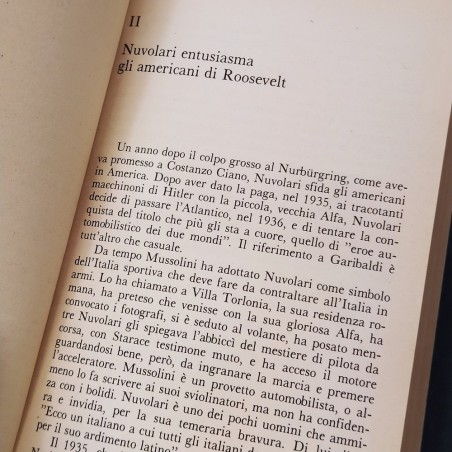 II
Nuvolari entusiasma
gli americani di Roosevelt
Un anno dopo il colpo grosso al Nurbürgring, come ave-
va promesso a Costanzo Ciano, Nuvolari sfida gli americani
in America. Dopo aver dato la paga, nel 1935, ai tracotanti
macchinoni di Hitler con la piccola, vecchia Alfa, Nuvolari
decide di passare l'Atlantico, nel 1936, e di tentare la con-
quista del titolo che più gli sta a cuore, quello di "eroe au-
tomobilistico dei due mondi". Il riferimento a Garibaldi è
tutt'altro che casuale.
Da tempo Mussolini ha adottato Nuvolari come simbolo
dell'Italia sportiva che deve fare da contraltare all'Italia in
armi. Lo ha chiamato a Villa Torlonia, la sua residenza ro-
mana, ha preteso che venisse con la sua gloriosa Alfa, ha
convocato i fotografi, si è seduto al volante, ha posato men-
tre Nuvolari gli spiegava l'abbiccì del mestiere di pilota da
corsa, con Starace testimone muto, e ha acceso il motore
guardandosi bene, però, da ingranare la marcia e premere
l'acceleratore. Mussolini è un provetto automobilista, o al-
meno lo fa scrivere ai suoi sviolinatori, ma non ha confiden-
za con i bolidi. Nuvolari è uno dei pochi uomini che ammi-
ra e invidia, per la sua temeraria bravura. Di lui
"Ecco un italiano a cui tutti gli italiani
per il suo ardimento latino"
Il 1935, che